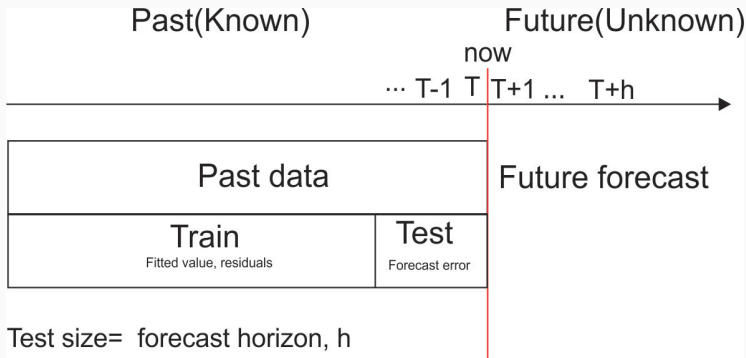 Past(Known) Future(Unknown)
now
... T-1 T T+1 ... T+h
Past data
Future forecast
Train
Fitted value, residuals
Test
Forecast error
Test size= forecast horizon, h